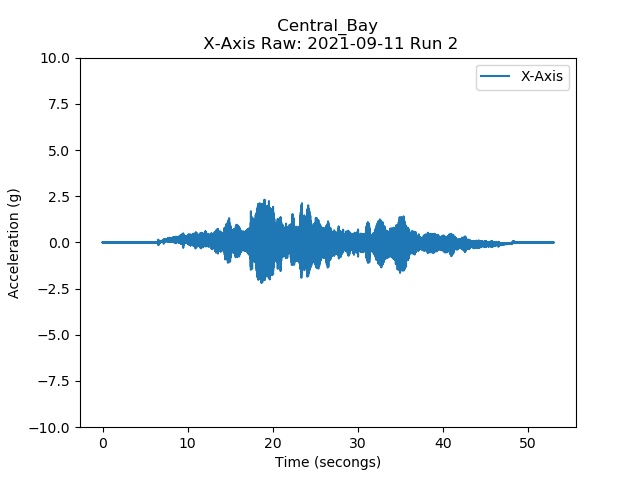 Central_Bay
X-Axis Raw: 2021-09-11 Run 2
X-Axis
10.0
7.5
5.0
2.5
0.0
−2.5
−5.0
−7.5
−10.0
Acceleration (g)
0 10 20 30 40 50
Time (secongs)